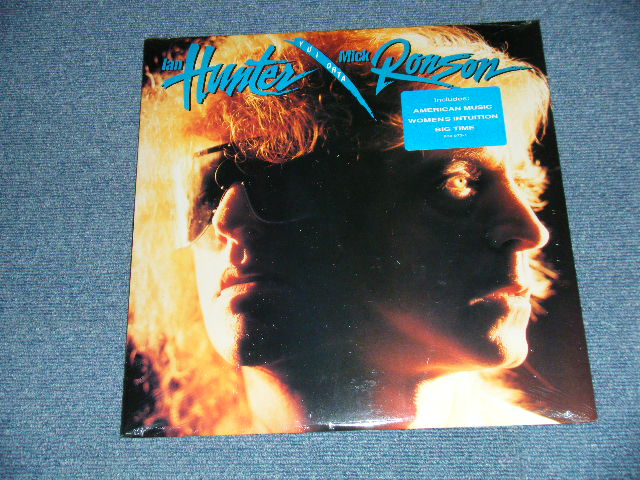 Ian Hunter
YUI ORTA
Mick Ronson
Includes:
AMERICAN MUSIC
WOMENS INTUITION
BIG TIME